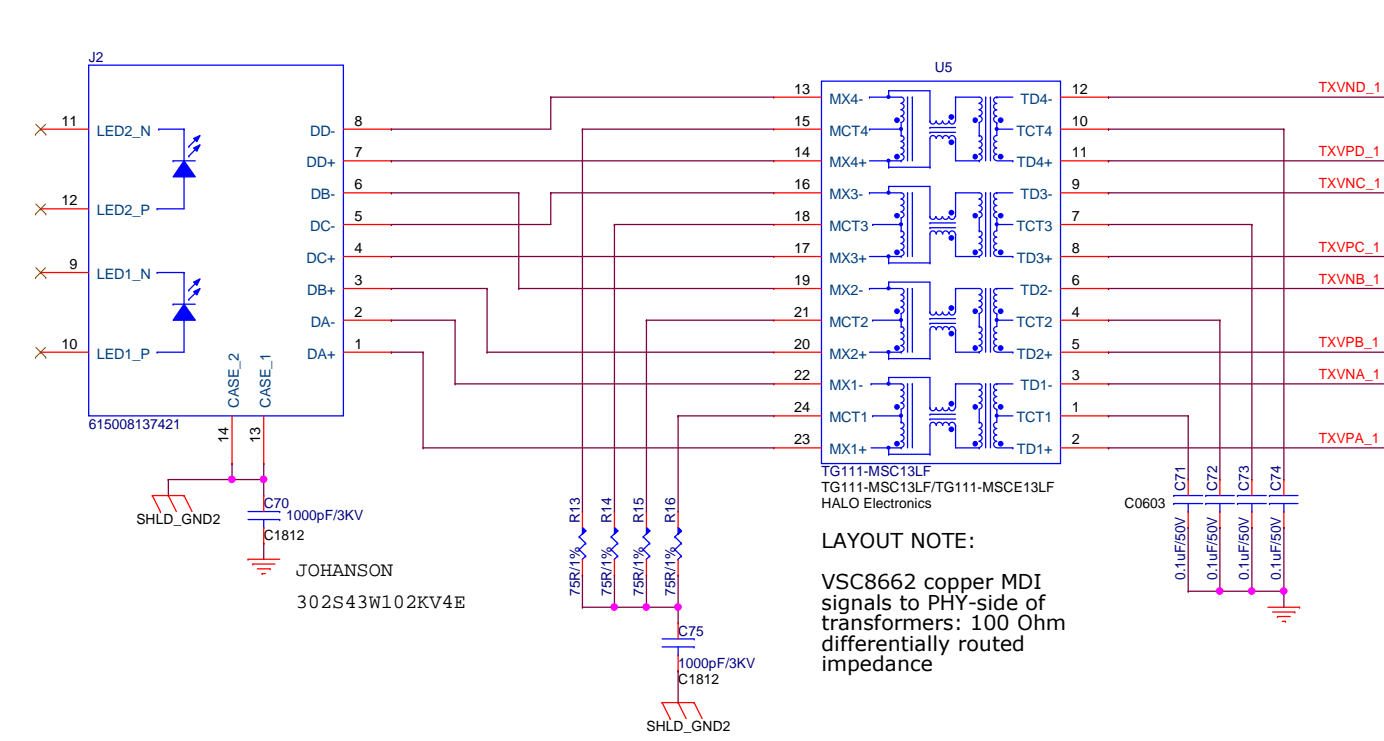 J2
U5
11 LED2_N
12 LED2_P
9 LED1_N
10 LED1_P
DD- 8
DD+ 7
DB- 6
DC- 5
DC+ 4
DB+ 3
DA- 2
DA+ 1
CASE_2
CASE_1
14
13
615008137421
SHLD_GND2
C70
1000pF/3KV
C1812
JOHANSON
302S43W102KV4E
13 MX4- TD4- 12 TXVND_1
15 MCT4 TCT4 10
14 MX4+ TD4+ 11 TXVPD_1
16 MX3- TD3- 9 TXVNC_1
18 MCT3 TCT3 7
17 MX3+ TD3+ 8 TXVPC_1
19 MX2- TD2- 6 TXVNB_1
21 MCT2 TCT2 4
20 MX2+ TD2+ 5 TXVPB_1
22 MX1- TD1- 3 TXVNA_1
24 MCT1 TCT1 1
23 MX1+ TD1+ 2 TXVPA_1
TG111-MSC13LF
TG111-MSC13LF/TG111-MSCE13LF
HALO Electronics
R13
R14
R15
R16
75R/1%
75R/1%
75R/1%
75R/1%
C75
1000pF/3KV
C1812
SHLD_GND2
LAYOUT NOTE:
VSC8662 copper MDI
signals to PHY-side of
transformers: 100 Ohm
differentially routed
impedance
C0603
C71
C72
C73
C74
0.1uF/50V
0.1uF/50V
0.1uF/50V
0.1uF/50V